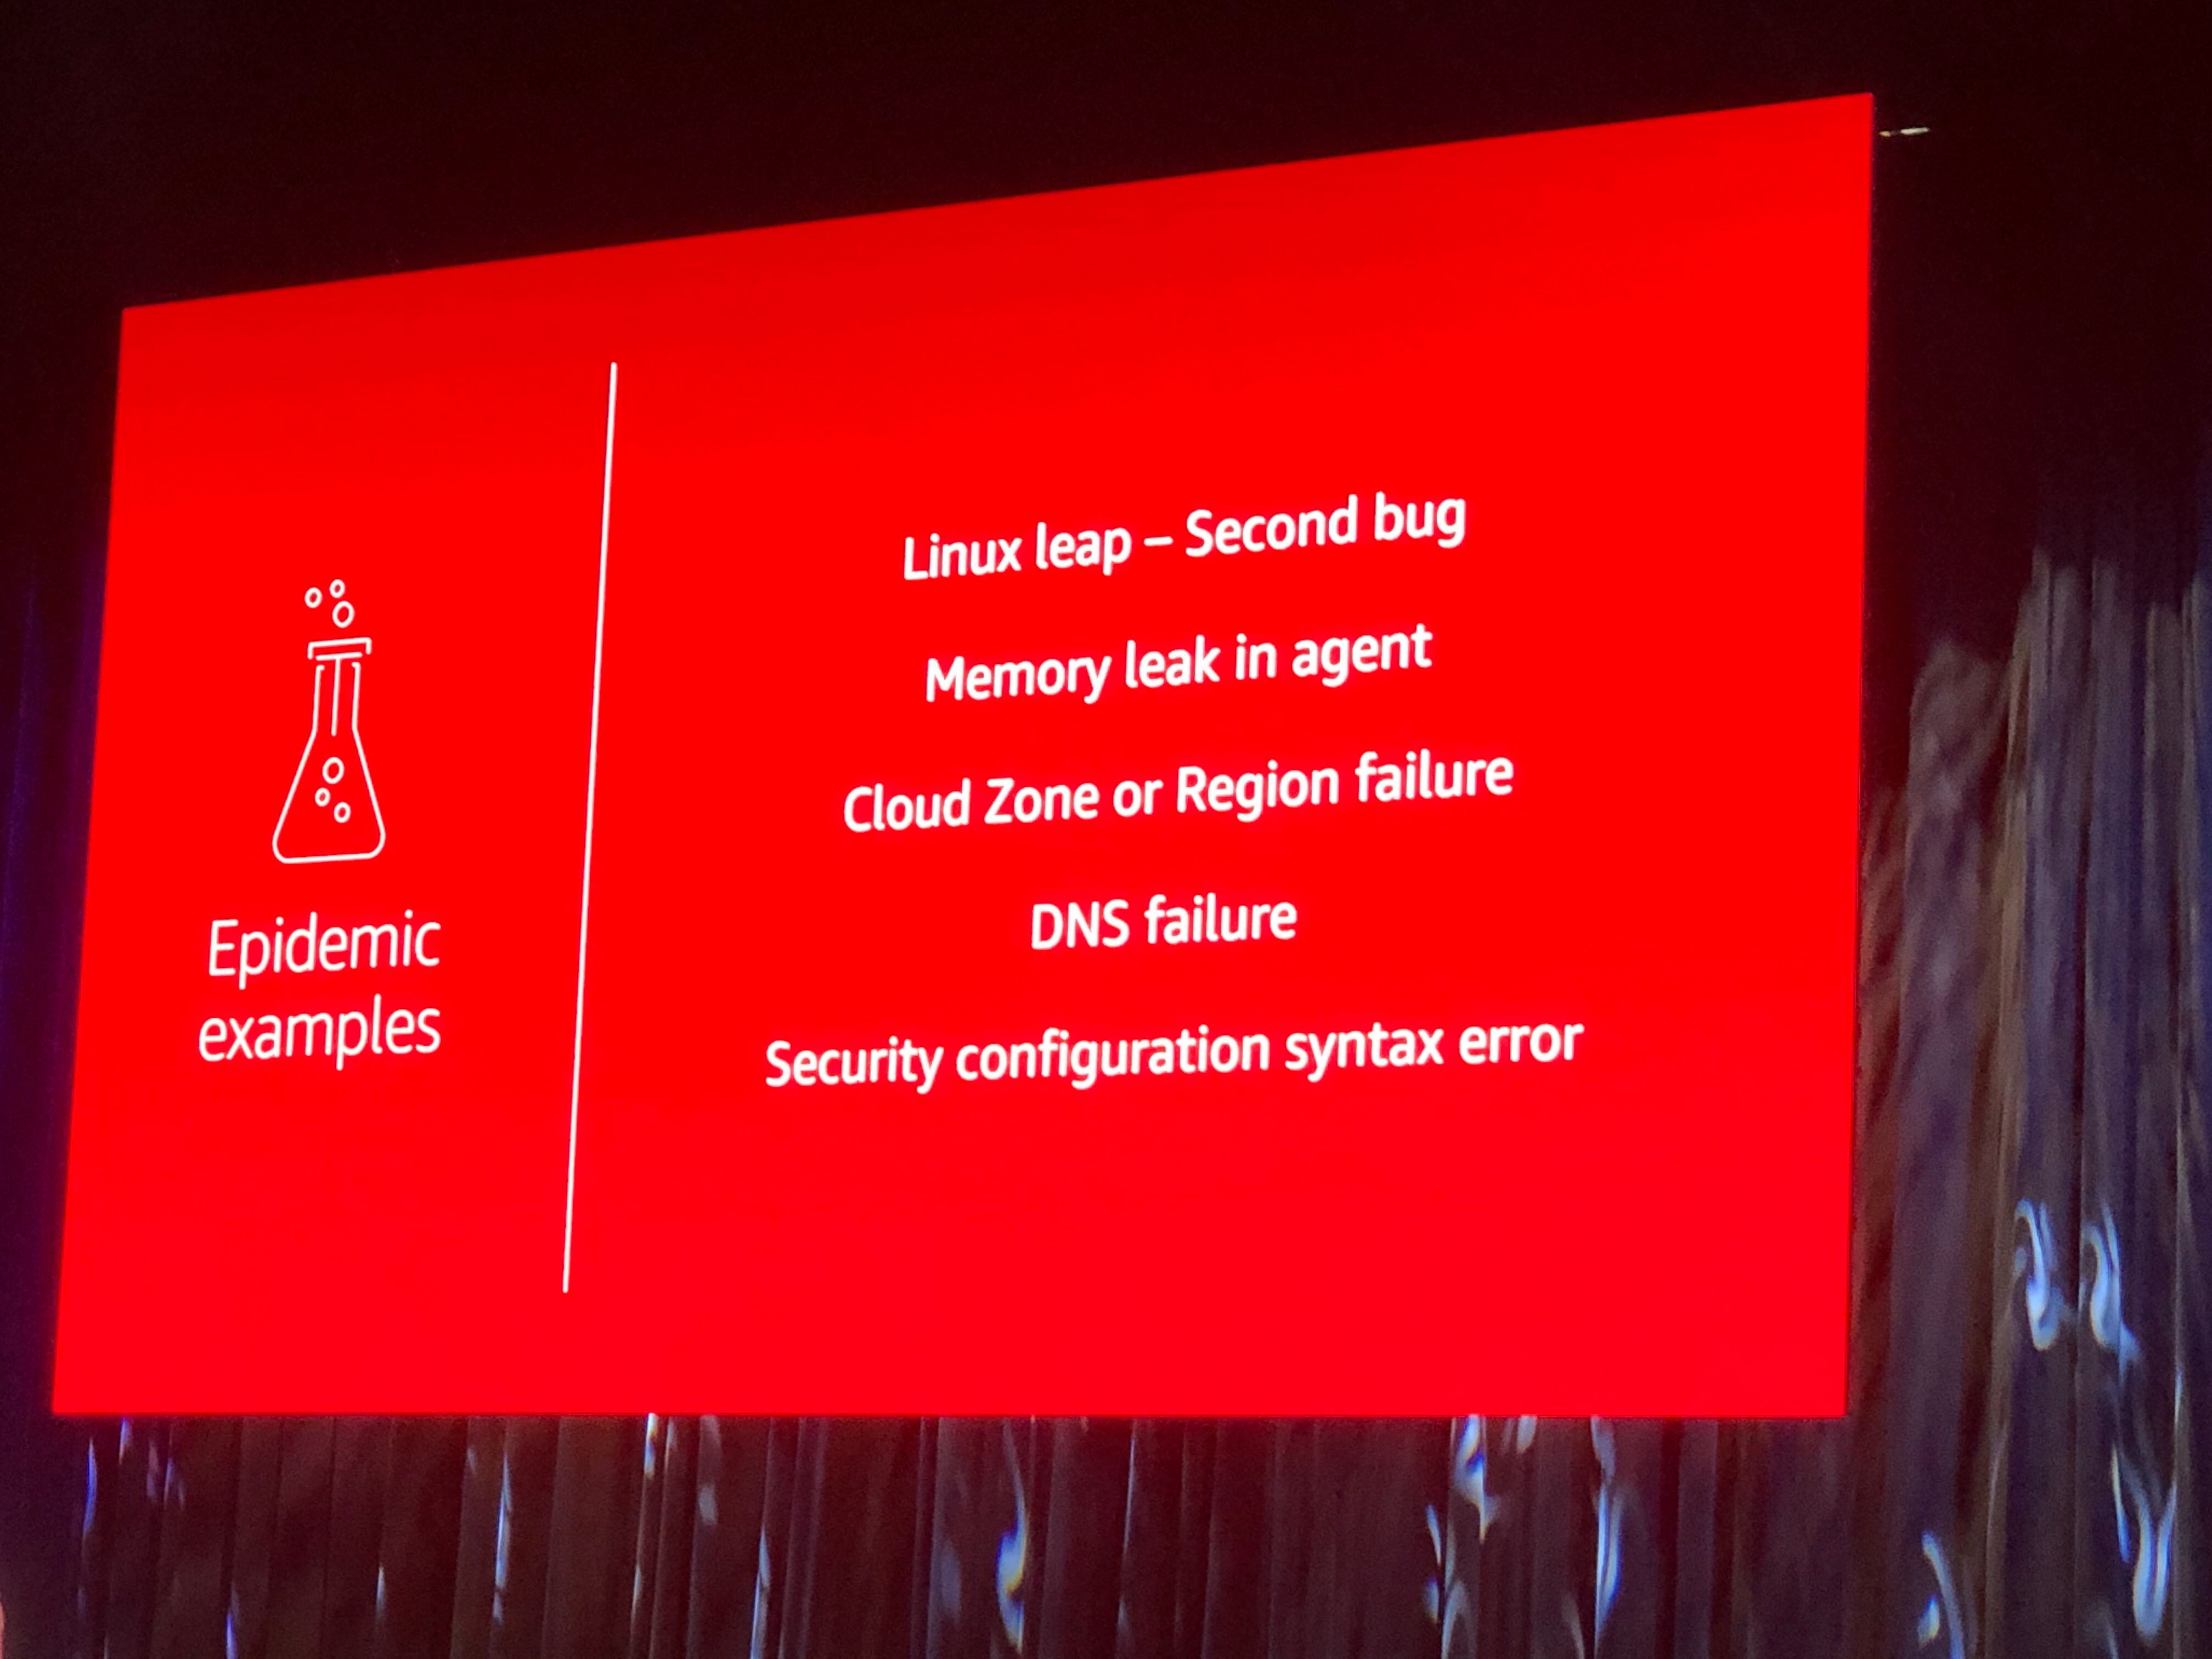 Epidemic
examples
Linux leap – Second bug
Memory leak in agent
Cloud Zone or Region failure
DNS failure
Security configuration syntax error